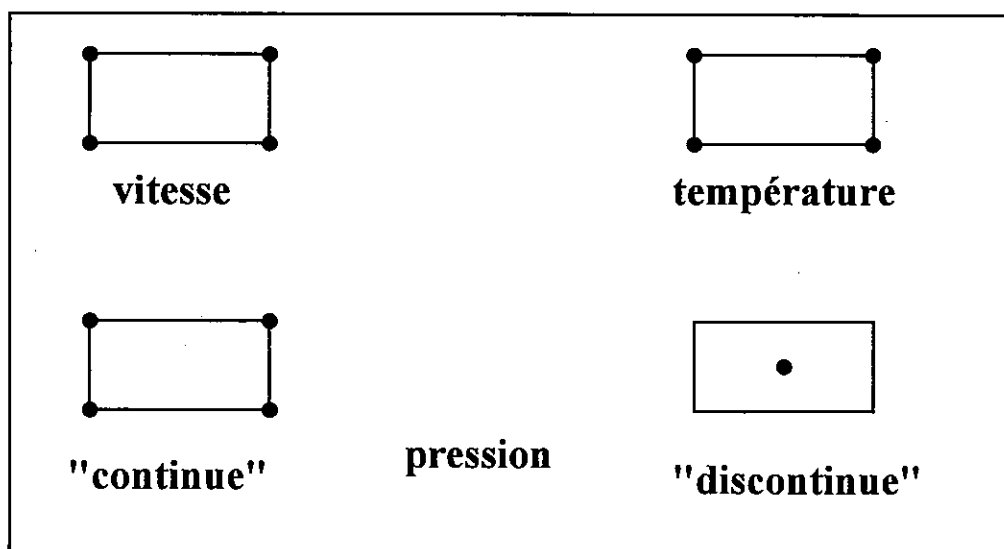 vitesse
température
pression
"continue"
"discontinue"